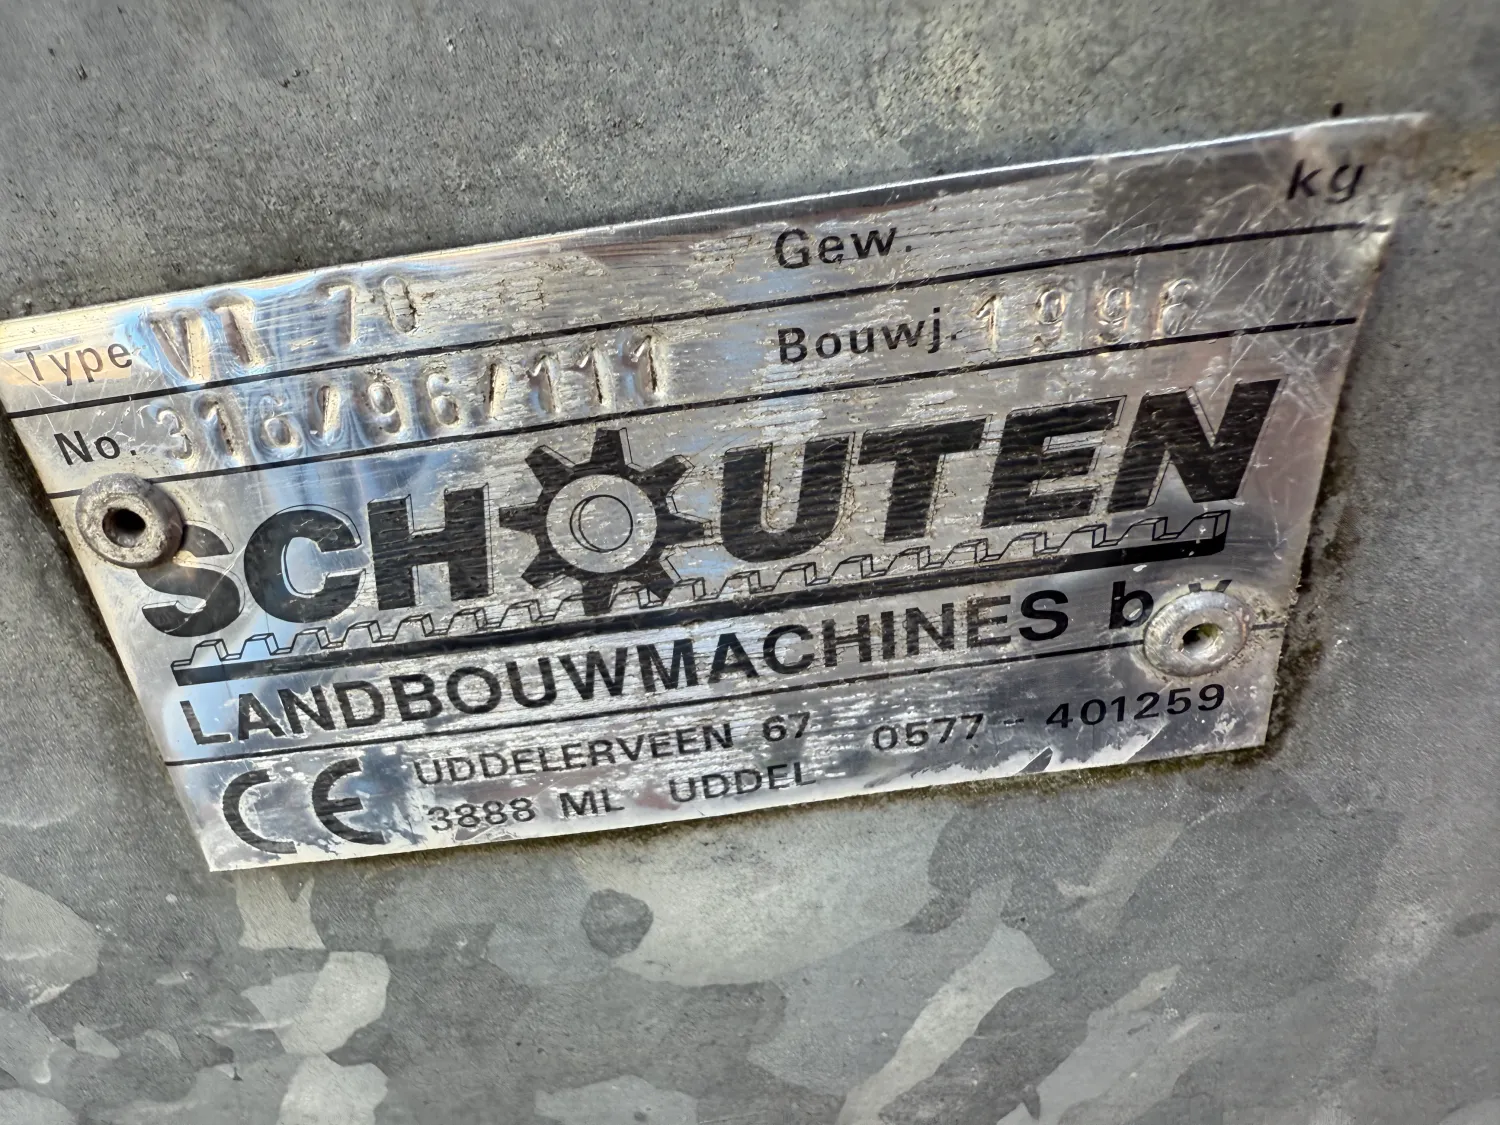 Type VT 70 Gew. kg
No. 316/96/111 Bouwj. 1996
SCHOUTEN
LANDBOUWMACHINES b.v
CE UDDELERVEEN 67 0577-401259
3888 ML UDDEL